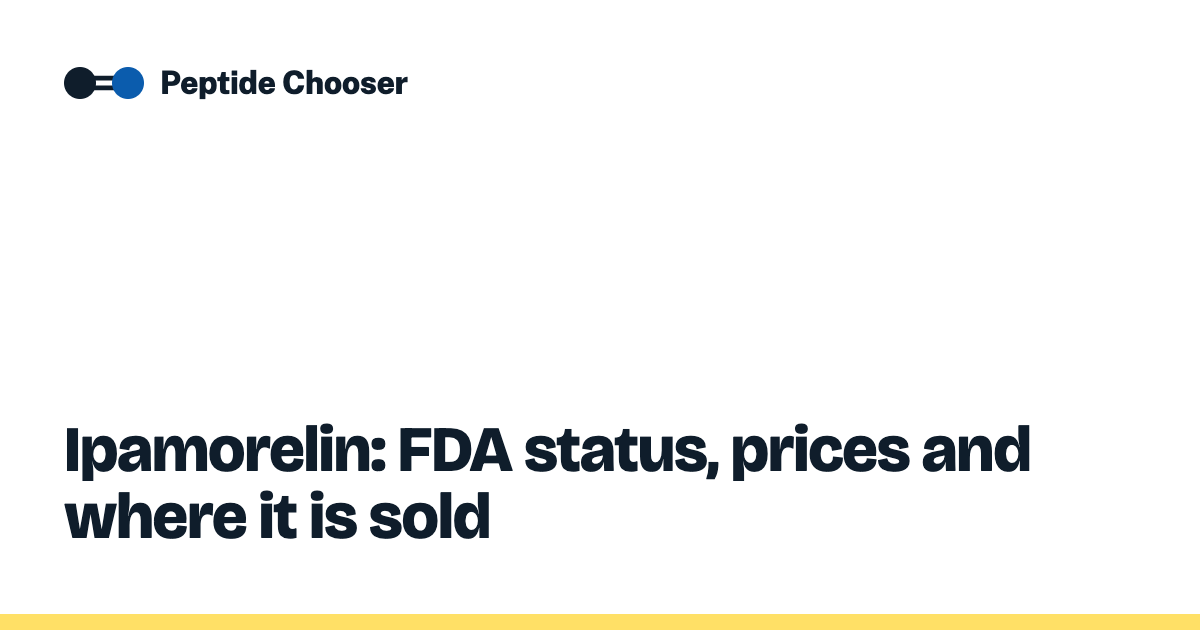 Peptide Chooser
Ipamorelin: FDA status, prices and
where it is sold